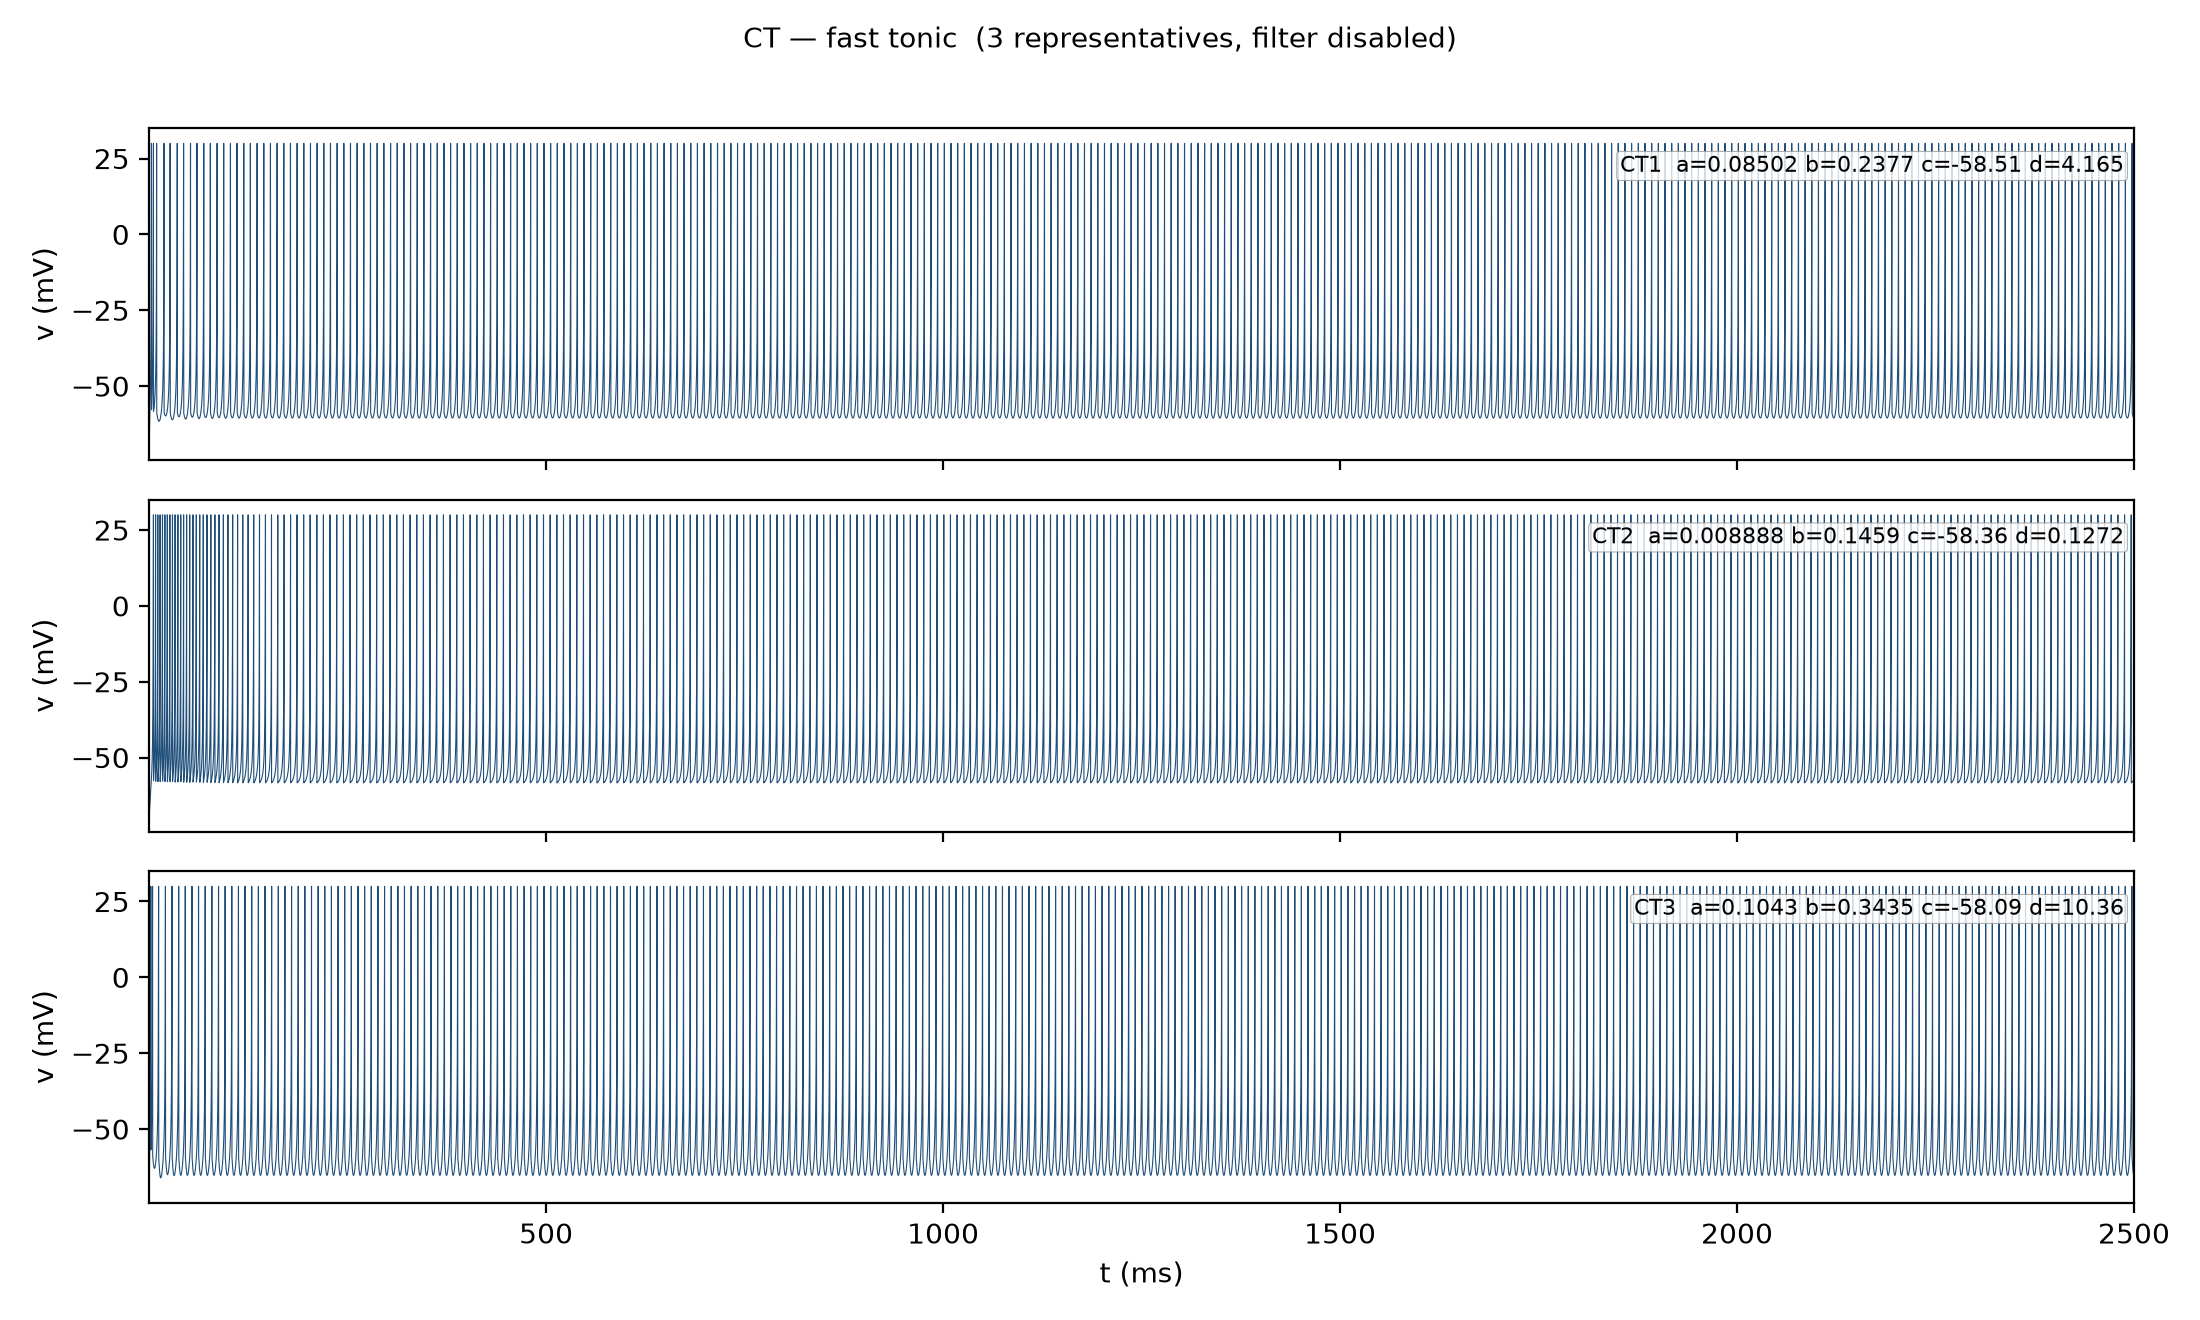 CT — fast tonic (3 representatives, filter disabled)
25
0
−25
−50
v (mV)
CT1 a=0.08502 b=0.2377 c=-58.51 d=4.165
25
0
−25
−50
v (mV)
CT2 a=0.008888 b=0.1459 c=-58.36 d=0.1272
25
0
−25
−50
v (mV)
CT3 a=0.1043 b=0.3435 c=-58.09 d=10.36
500 1000 1500 2000 2500
t (ms)